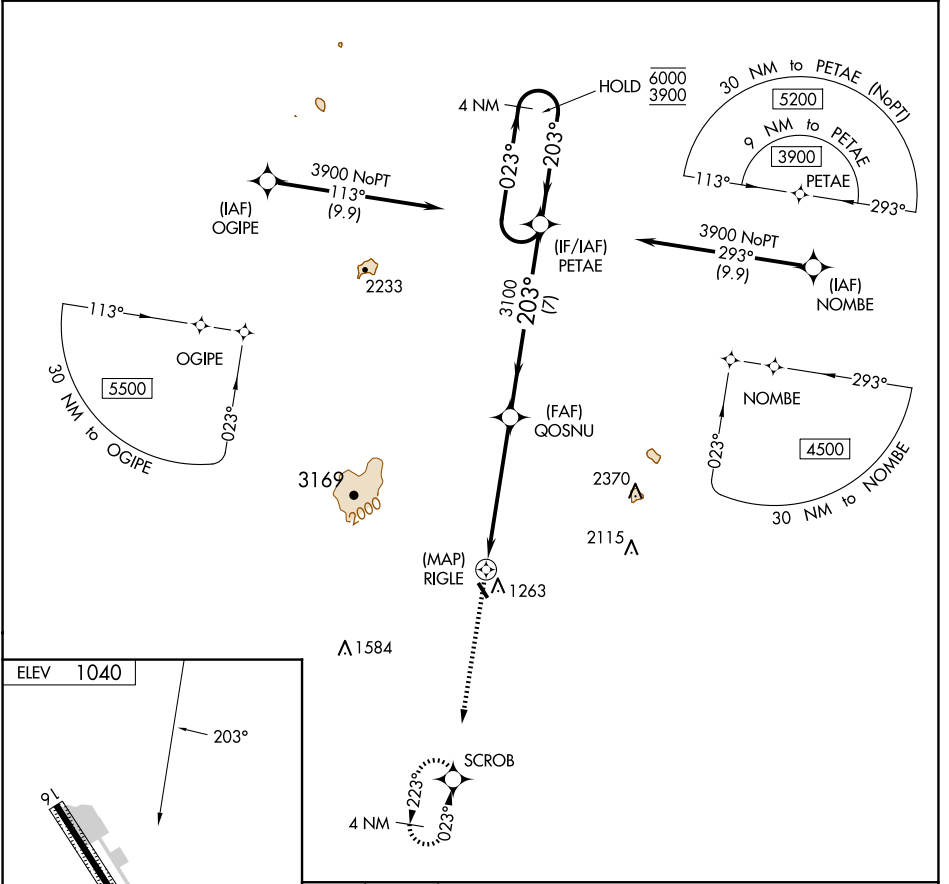 HOLD 6000
3900
4 NM
023°
203°
30 NM to PETAE (NoPT)
5200
9 NM to PETAE
3900
PETAE
113°
293°
3900 NoPT
113°
(9.9)
(IAF)
OGIPE
(IF/IAF)
PETAE
3900 NoPT
293°
(9.9)
(IAF)
NOMBE
2233
3100
203°
(7)
113°
OGIPE
5500
023°
30 NM to OGIPE
293°
NOMBE
4500
023°
30 NM to NOMBE
(FAF)
QOSNU
3169
2000
2370
2115
(MAP)
RIGLE
1263
1584
ELEV 1040
203°
16
SCROB
223°
023°
4 NM